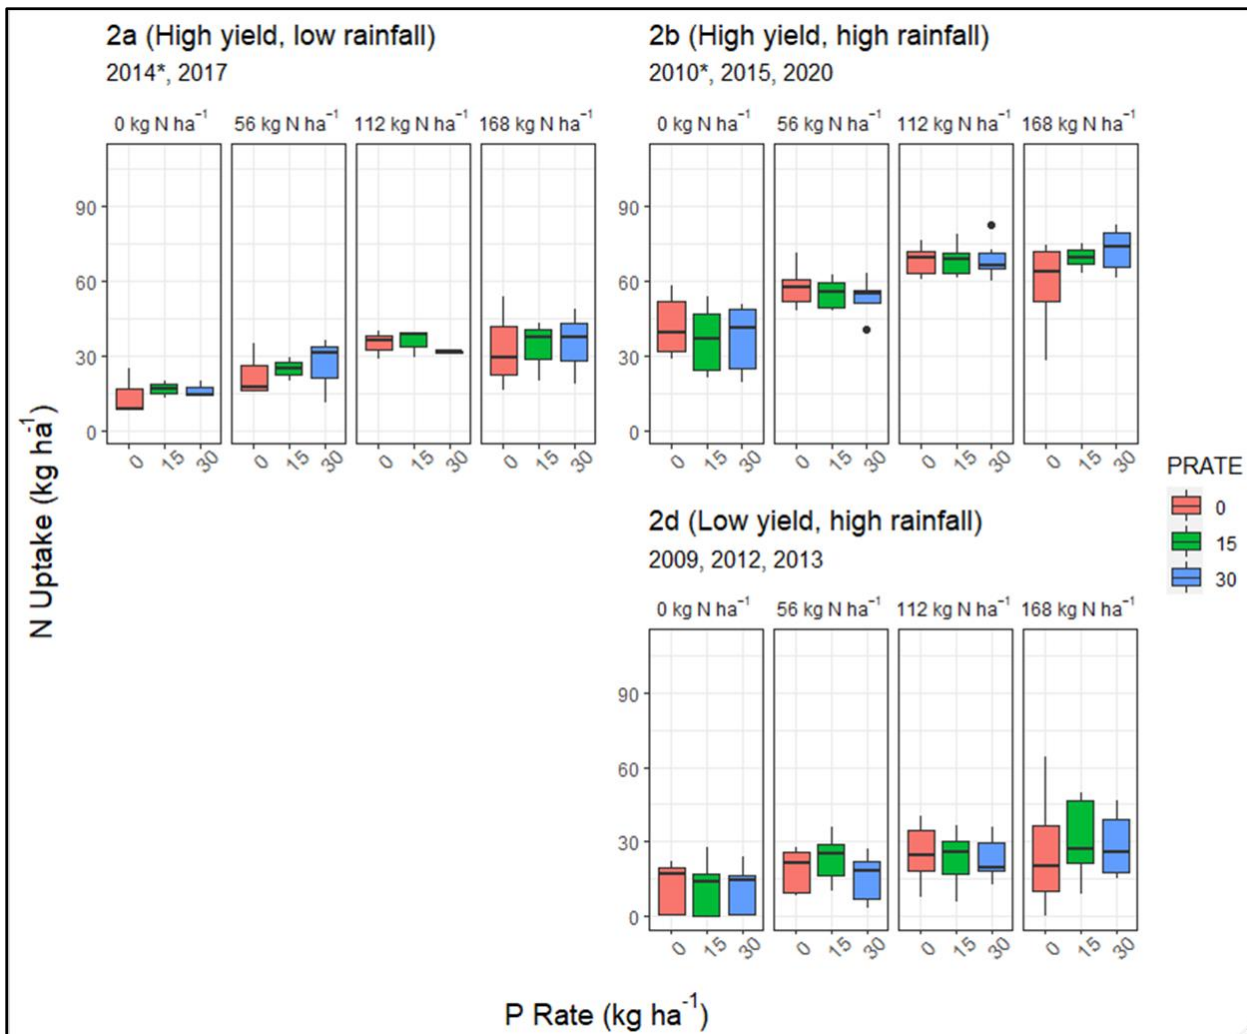 2a (High yield, low rainfall)
2014*, 2017
0 kg N ha⁻¹ 56 kg N ha⁻¹ 112 kg N ha⁻¹ 168 kg N ha⁻¹
90
60
30
0
0 15 30 0 15 30 0 15 30 0 15 30
2b (High yield, high rainfall)
2010*, 2015, 2020
0 kg N ha⁻¹ 56 kg N ha⁻¹ 112 kg N ha⁻¹ 168 kg N ha⁻¹
90
60
30
0
0 15 30 0 15 30 0 15 30 0 15 30
2d (Low yield, high rainfall)
2009, 2012, 2013
0 kg N ha⁻¹ 56 kg N ha⁻¹ 112 kg N ha⁻¹ 168 kg N ha⁻¹
90
60
30
0
0 15 30 0 15 30 0 15 30 0 15 30
N Uptake (kg ha⁻¹)
P Rate (kg ha⁻¹)
PRATE
0
15
30